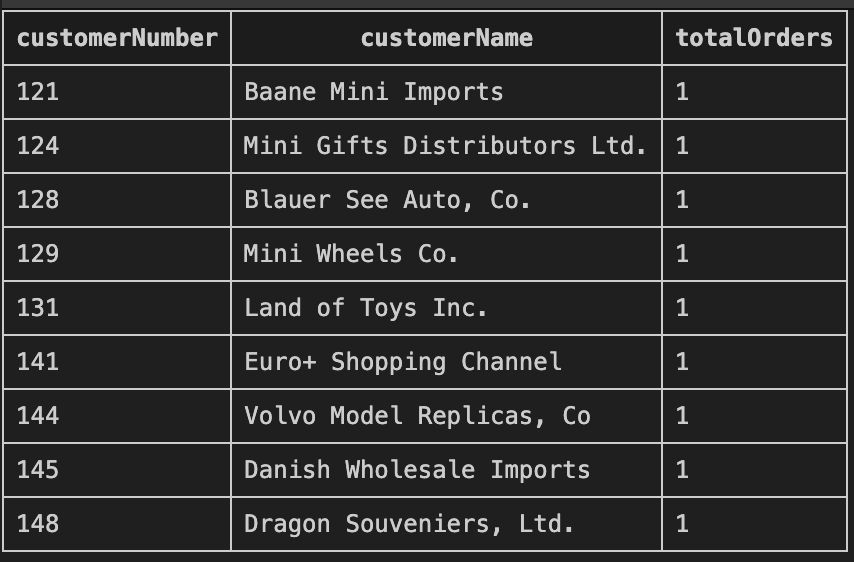 customerNumber customerName totalOrders
121 Baane Mini Imports 1
124 Mini Gifts Distributors Ltd. 1
128 Blauer See Auto, Co. 1
129 Mini Wheels Co. 1
131 Land of Toys Inc. 1
141 Euro+ Shopping Channel 1
144 Volvo Model Replicas, Co 1
145 Danish Wholesale Imports 1
148 Dragon Souveniers, Ltd. 1